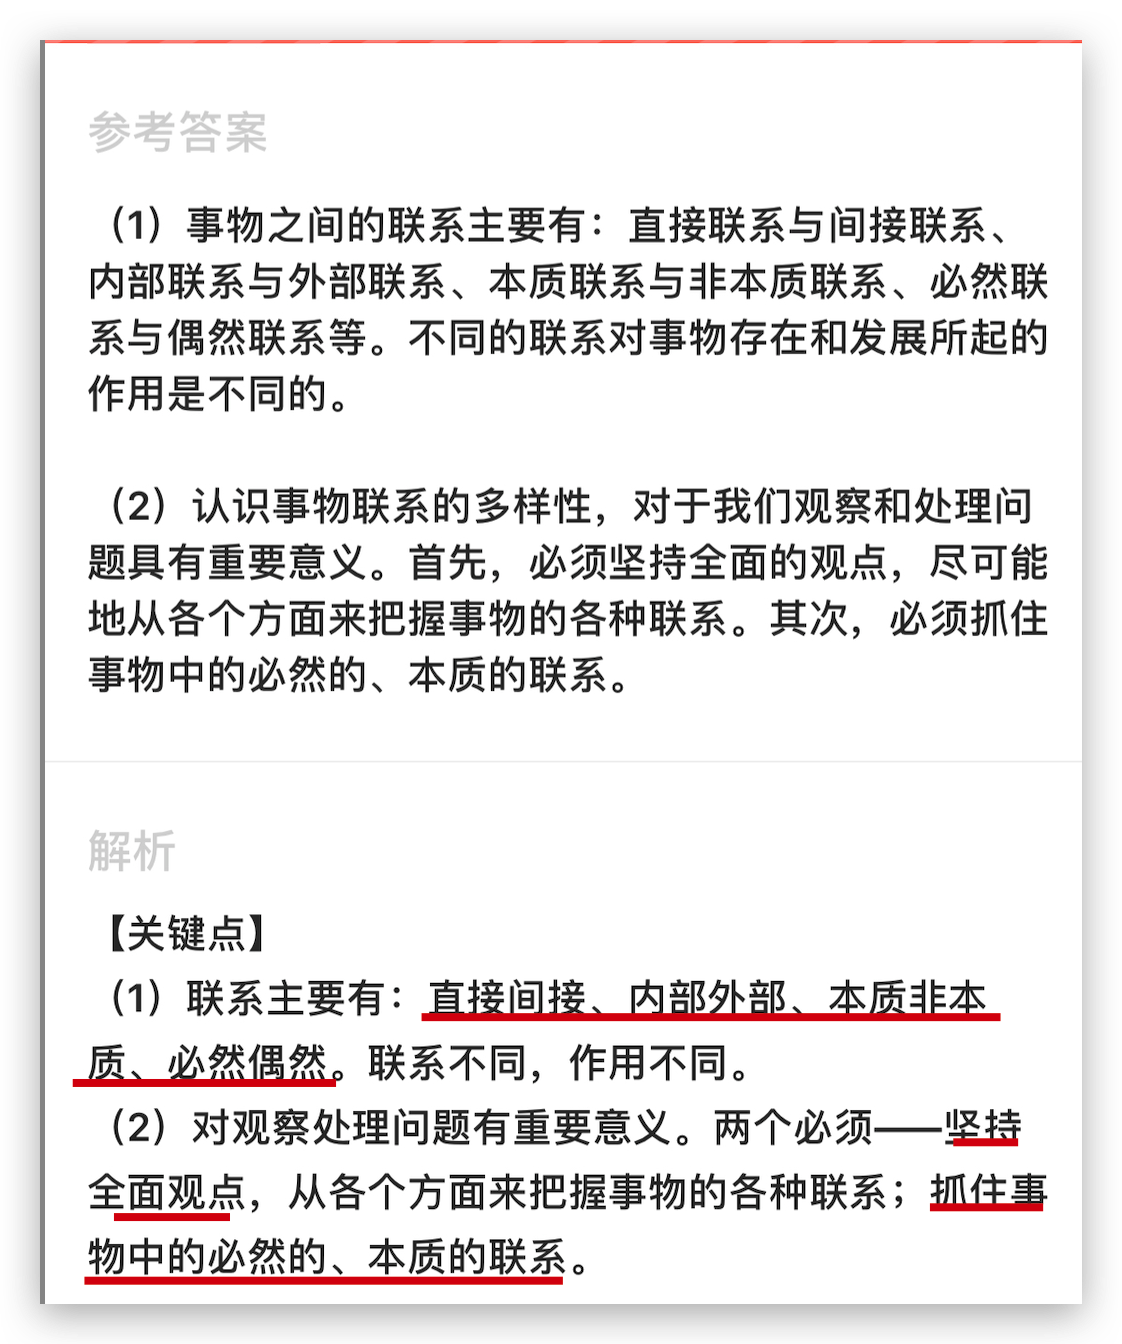 参考答案
（1）事物之间的联系主要有：直接联系与间接联系、
内部联系与外部联系、本质联系与非本质联系、必然联
系与偶然联系等。不同的联系对事物存在和发展所起的
作用是不同的。
（2）认识事物联系的多样性，对于我们观察和处理问
题具有重要意义。首先，必须坚持全面的观点，尽可能
地从各个方面来把握事物的各种联系。其次，必须抓住
事物中的必然的、本质的联系。
解析
【关键点】
（1）联系主要有：直接间接、内部外部、本质非本
质、必然偶然。联系不同，作用不同。
（2）对观察处理问题有重要意义。两个必须——坚持
全面观点，从各个方面来把握事物的各种联系；抓住事
物中的必然的、本质的联系。